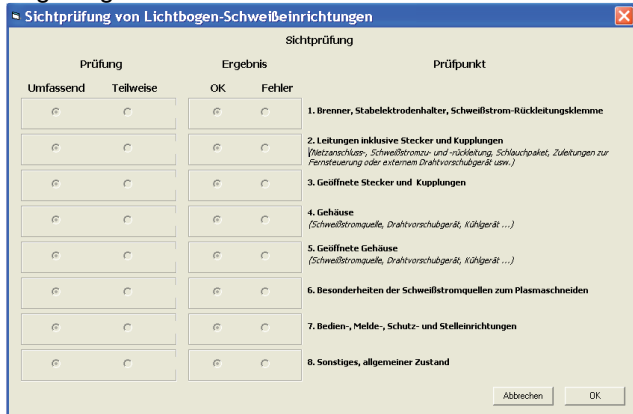 Sichtprüfung von Lichtbogen-Schweißeinrichtungen
Sichtprüfung
Prüfung Ergebnis Prüfpunkt
Umfassend Teilweise OK Fehler
1. Brenner, Stabelektrodenhalter, Schweißstrom-Rückleitungsklemme
2. Leitungen inklusive Stecker und Kupplungen
(Netzanschluss-, Schweißstromzu- und -rückleitung, Schlauchpaket, Zuleitungen zur
Fernsteuerung oder externem Drahtvorschubgerät usw.)
3. Geöffnete Stecker und Kupplungen
4. Gehäuse
(Schweißstromquelle, Drahtvorschubgerät, Kühlgerät ...)
5. Geöffnete Gehäuse
(Schweißstromquelle, Drahtvorschubgerät, Kühlgerät ...)
6. Besonderheiten der Schweißstromquellen zum Plasmaschneiden
7. Bedien-, Melde-, Schutz- und Stelleinrichtungen
8. Sonstiges, allgemeiner Zustand
Abbrechen OK